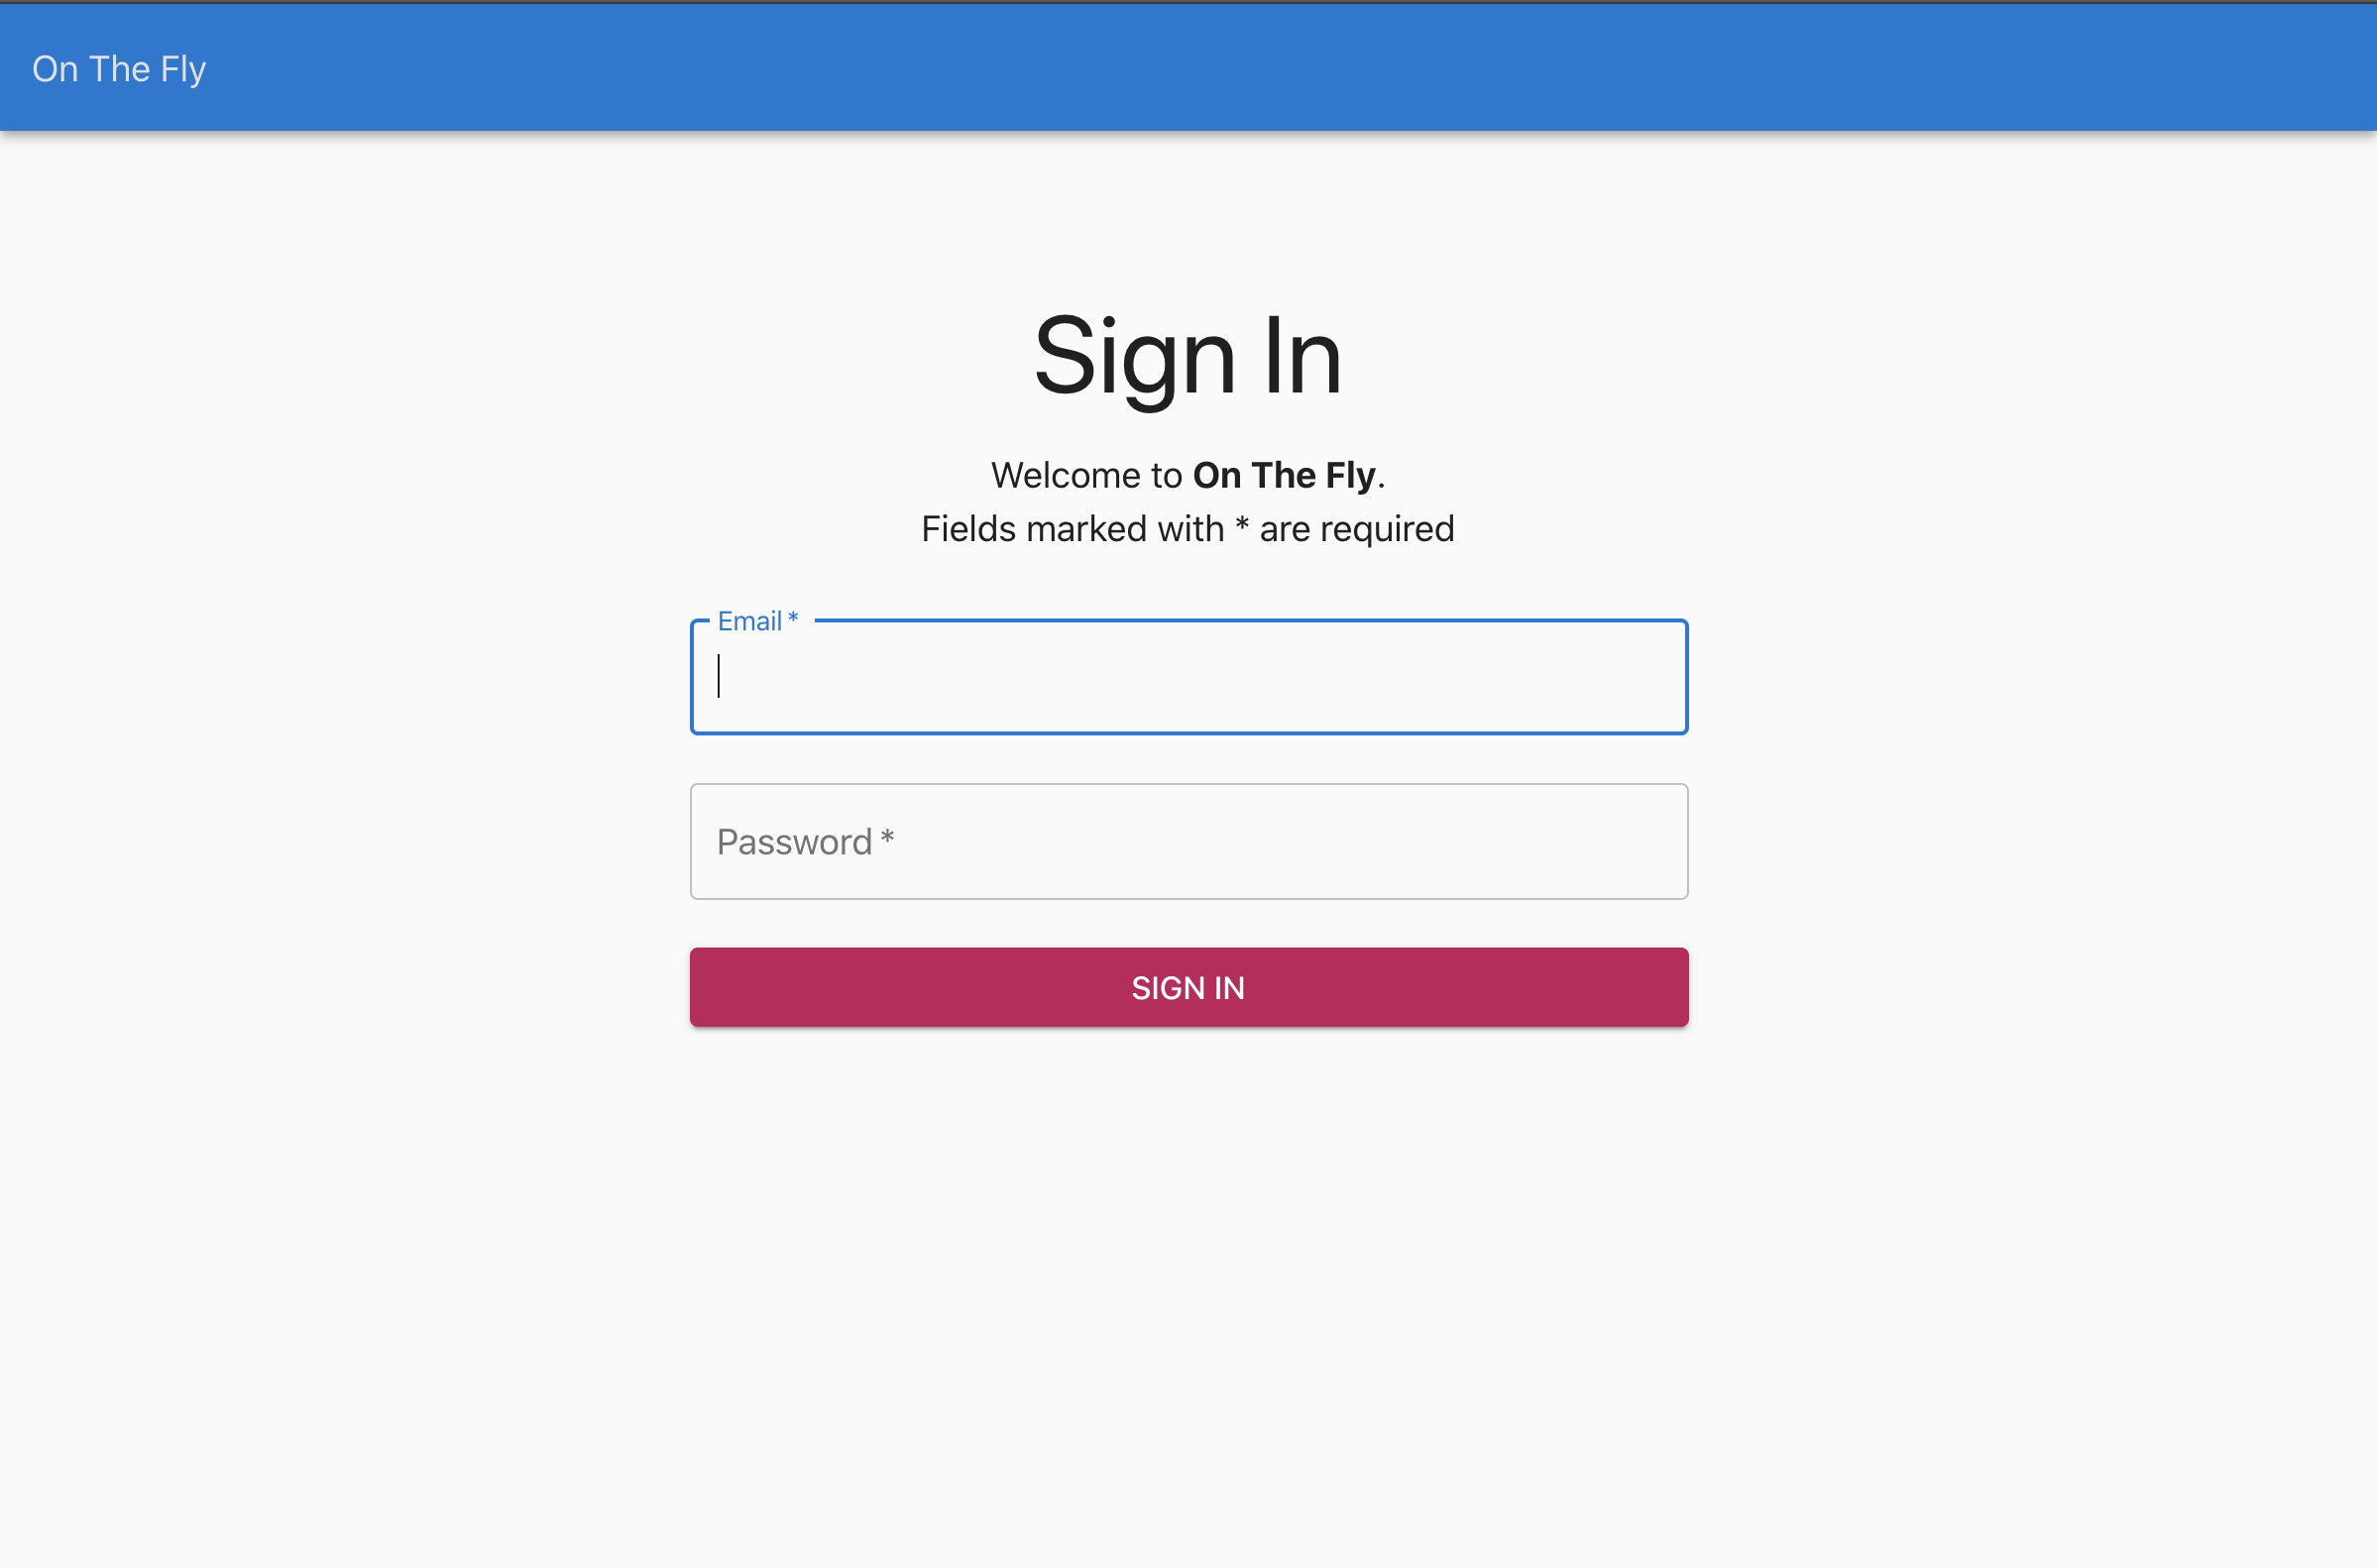 On The Fly
Sign In
Welcome to On The Fly.
Fields marked with * are required
Email *
Password *
SIGN IN